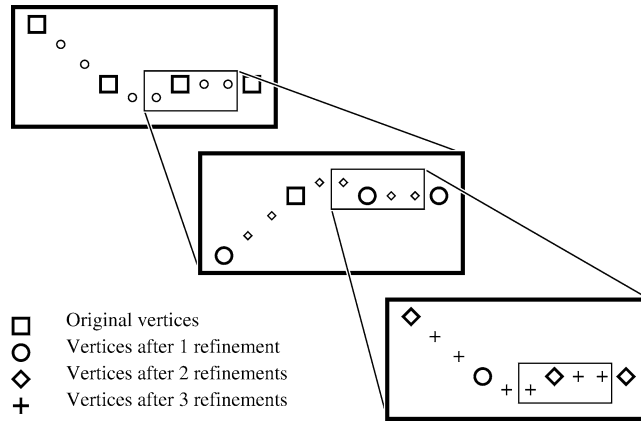 Original vertices
Vertices after 1 refinement
Vertices after 2 refinements
Vertices after 3 refinements